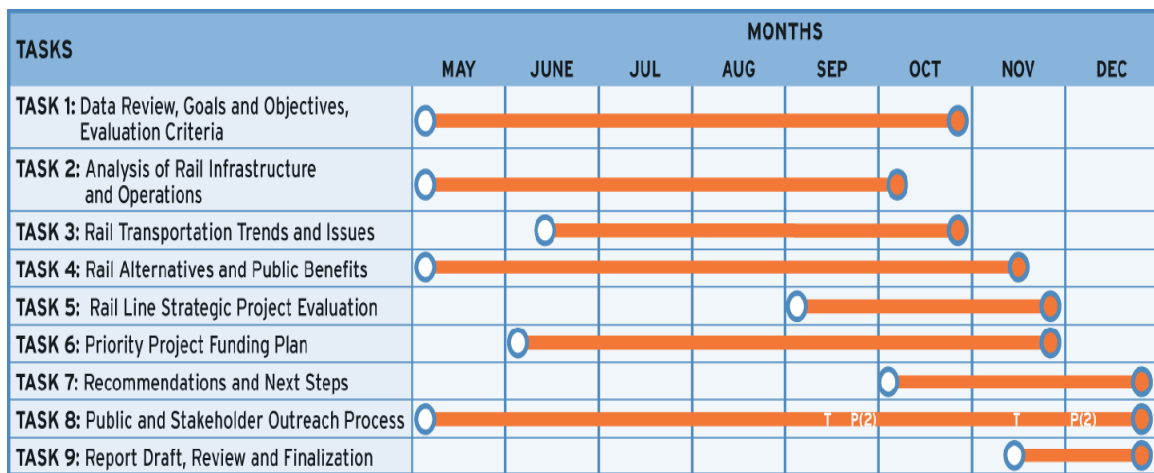 TASKS
MONTHS
MAY JUNE JUL AUG SEP OCT NOV DEC
TASK 1: Data Review, Goals and Objectives,
Evaluation Criteria
TASK 2: Analysis of Rail Infrastructure
and Operations
TASK 3: Rail Transportation Trends and Issues
TASK 4: Rail Alternatives and Public Benefits
TASK 5: Rail Line Strategic Project Evaluation
TASK 6: Priority Project Funding Plan
TASK 7: Recommendations and Next Steps
TASK 8: Public and Stakeholder Outreach Process T P(2) T P(2)
TASK 9: Report Draft, Review and Finalization